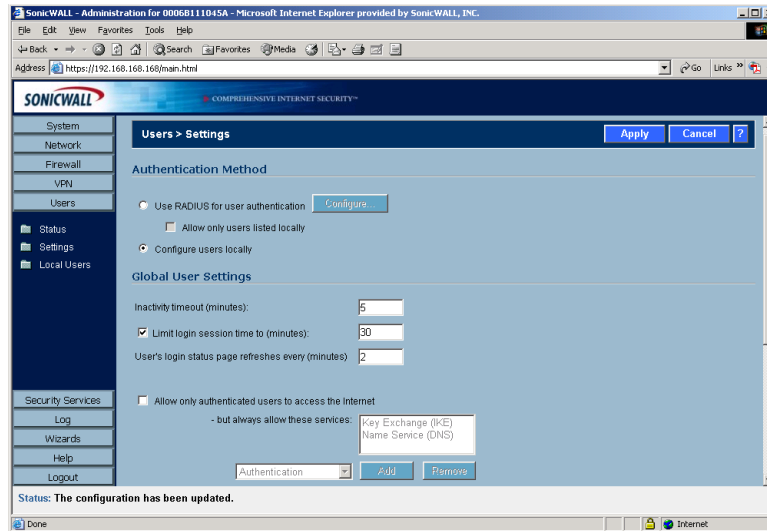 SonicWALL - Administration for 0006B111045A - Microsoft Internet Explorer provided by SonicWALL, INC.
File Edit View Favorites Tools Help
Back Search Favorites Media
Address https://192.168.168.168/main.html Go Links »
SONICWALL COMPREHENSIVE INTERNET SECURITY™
System
Network
Firewall
VPN
Users
Status
Settings
Local Users
Security Services
Log
Wizards
Help
Logout
Users > Settings Apply Cancel ?
Authentication Method
Use RADIUS for user authentication Configure...
Allow only users listed locally
Configure users locally
Global User Settings
Inactivity timeout (minutes): 5
Limit login session time to (minutes): 30
User's login status page refreshes every (minutes) 2
Allow only authenticated users to access the Internet
- but always allow these services: Key Exchange (IKE)
Name Service (DNS)
Authentication Add Remove
Status: The configuration has been updated.
Done Internet